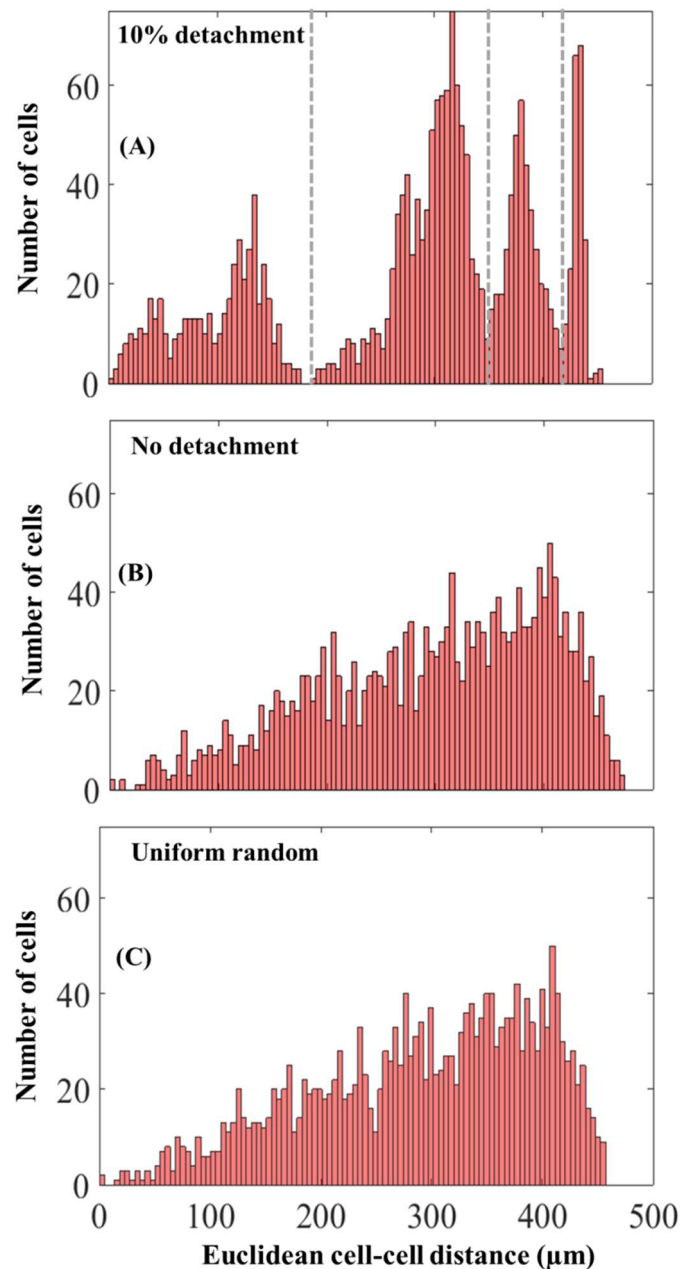 10% detachment
(A)
Number of cells
60
40
20
0
No detachment
(B)
Number of cells
60
40
20
0
Uniform random
(C)
Number of cells
60
40
20
0
0 100 200 300 400 500
Euclidean cell-cell distance (µm)